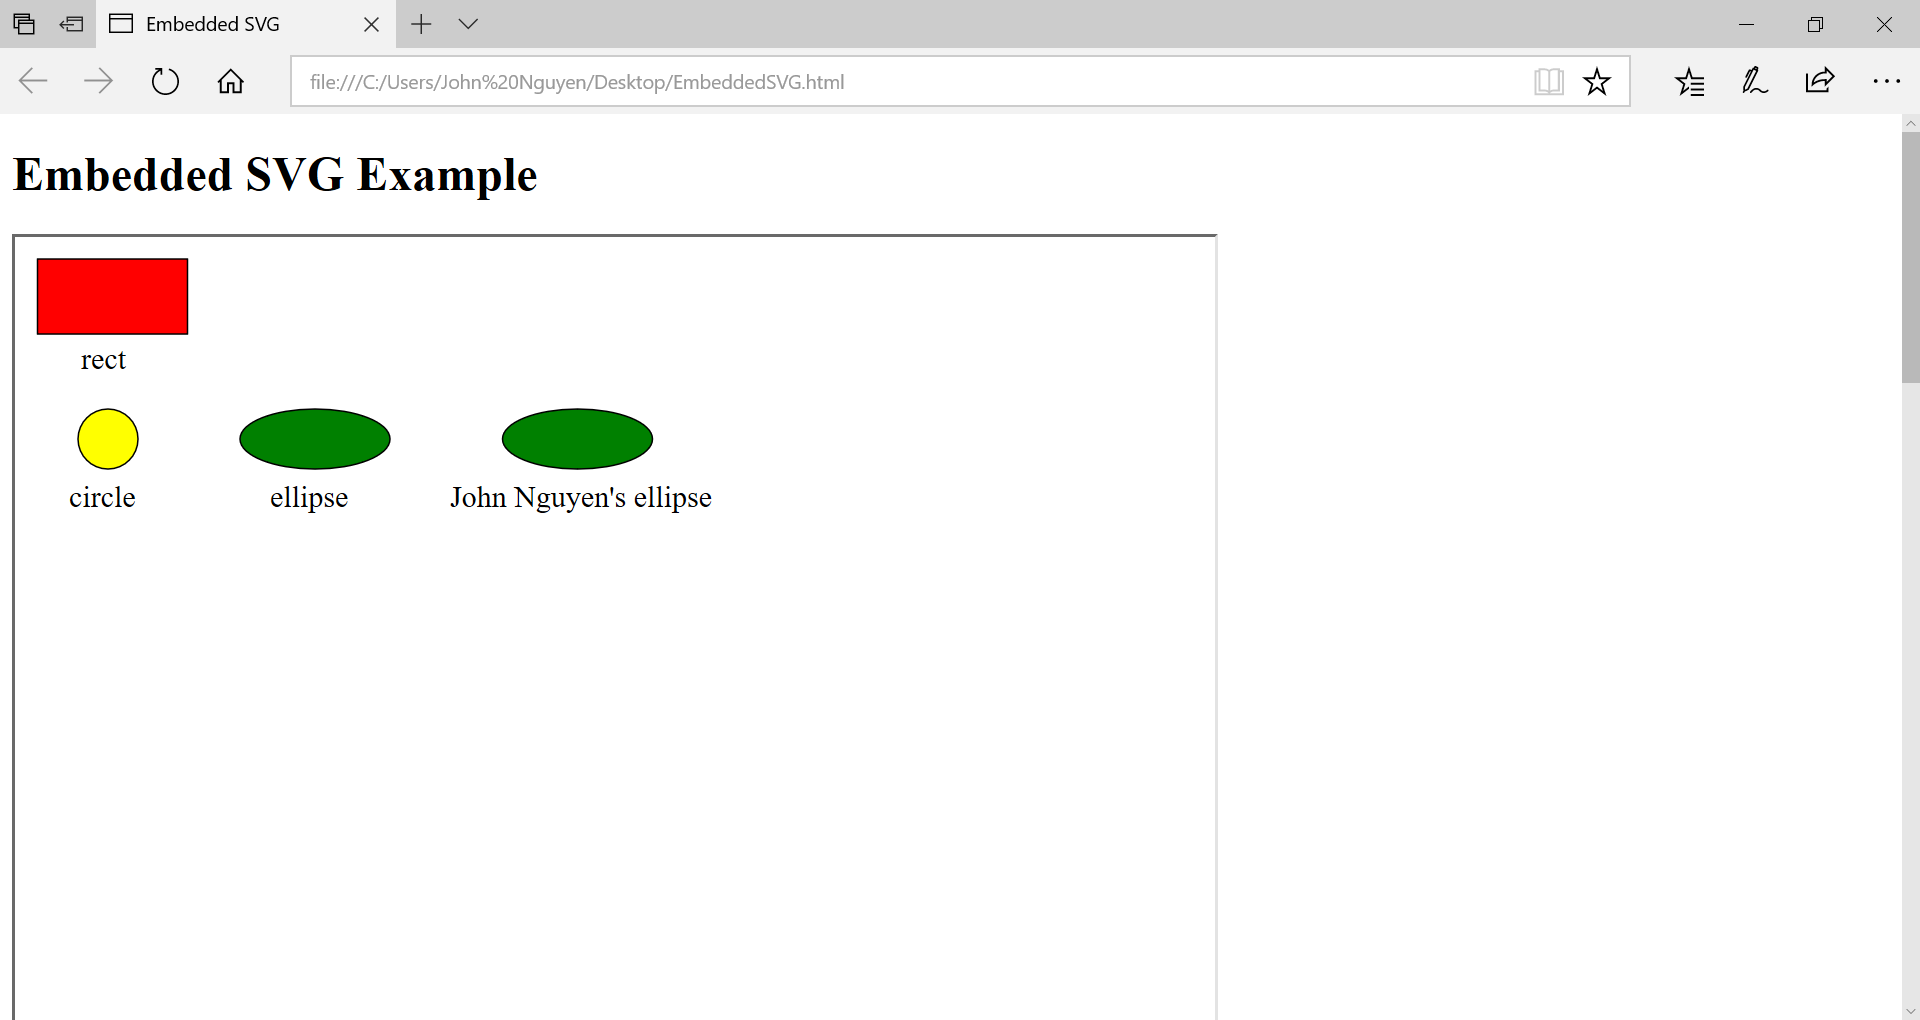 Embedded SVG
file:///C:/Users/John%20Nguyen/Desktop/EmbeddedSVG.html
Embedded SVG Example
rect
circle ellipse John Nguyen's ellipse